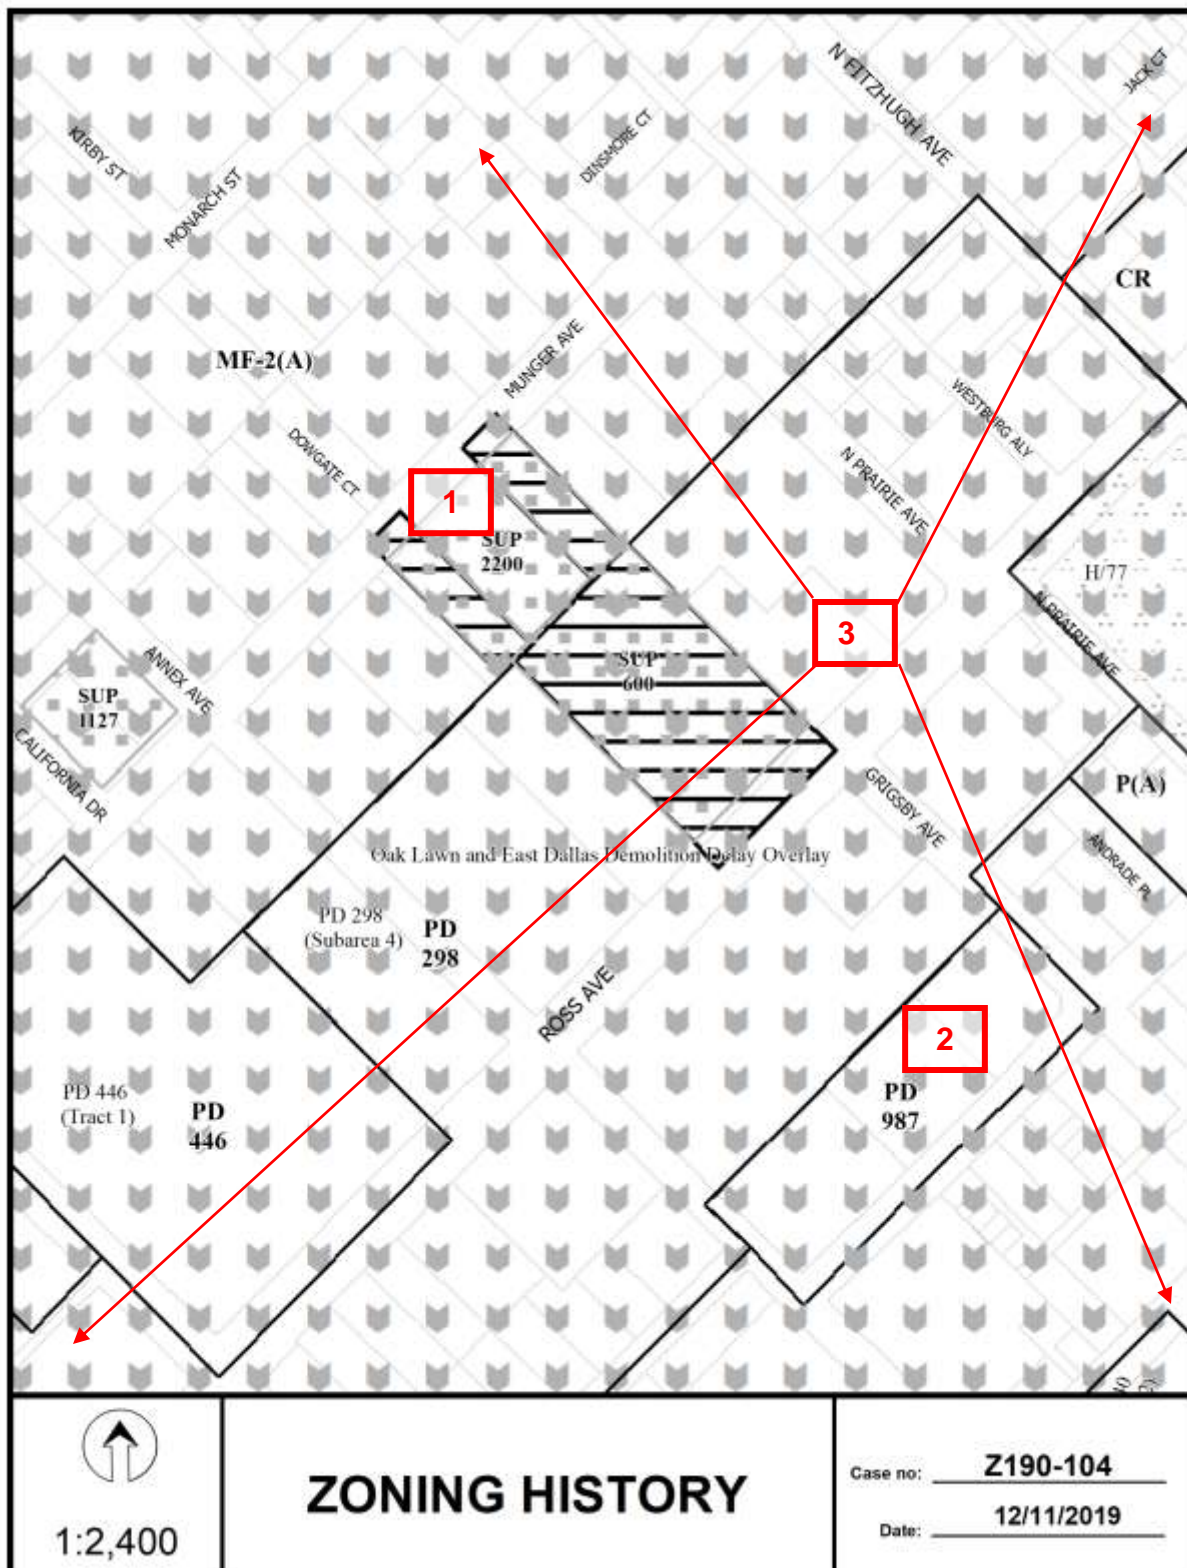 N FITZHUGH AVE
JACK CT
KIRBY ST
DINSMORE CT
MONARCH ST
CR
MF-2(A)
MUNGER AVE
WESTBURG ALY
DOWGATE CT
N PRAIRIE AVE
1
SUP
2200
H/77
N PRAIRIE AVE
3
ANNEX AVE
SUP
600
SUP
1127
CALIFORNIA DR
P(A)
GRIGSBY AVE
ANDRADE PL
Oak Lawn and East Dallas Demolition Delay Overlay
PD 298
(Subarea 4)
PD
298
ROSS AVE
2
PD 446
(Tract 1)
PD
446
PD
987
ZONING HISTORY
1:2,400
Case no: Z190-104
Date: 12/11/2019